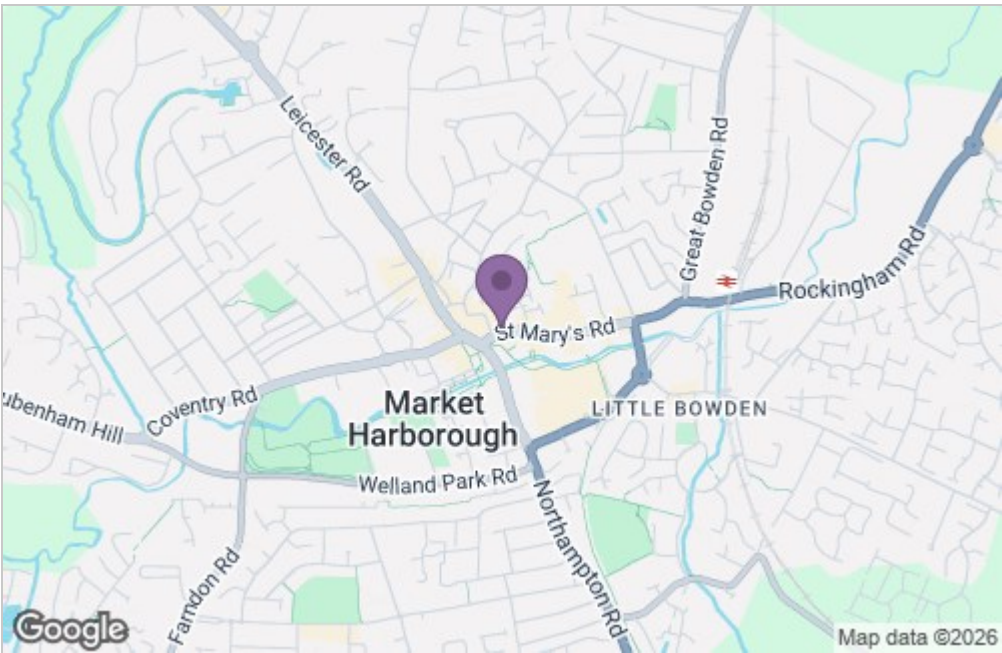 Leicester Rd
Great Bowden Rd
Rockingham Rd
St Mary's Rd
Coventry Rd
ubenham Hill
Market
Harborough
LITTLE BOWDEN
Welland Park Rd
Northampton Rd
Farndon Rd
Google
Map data ©2026